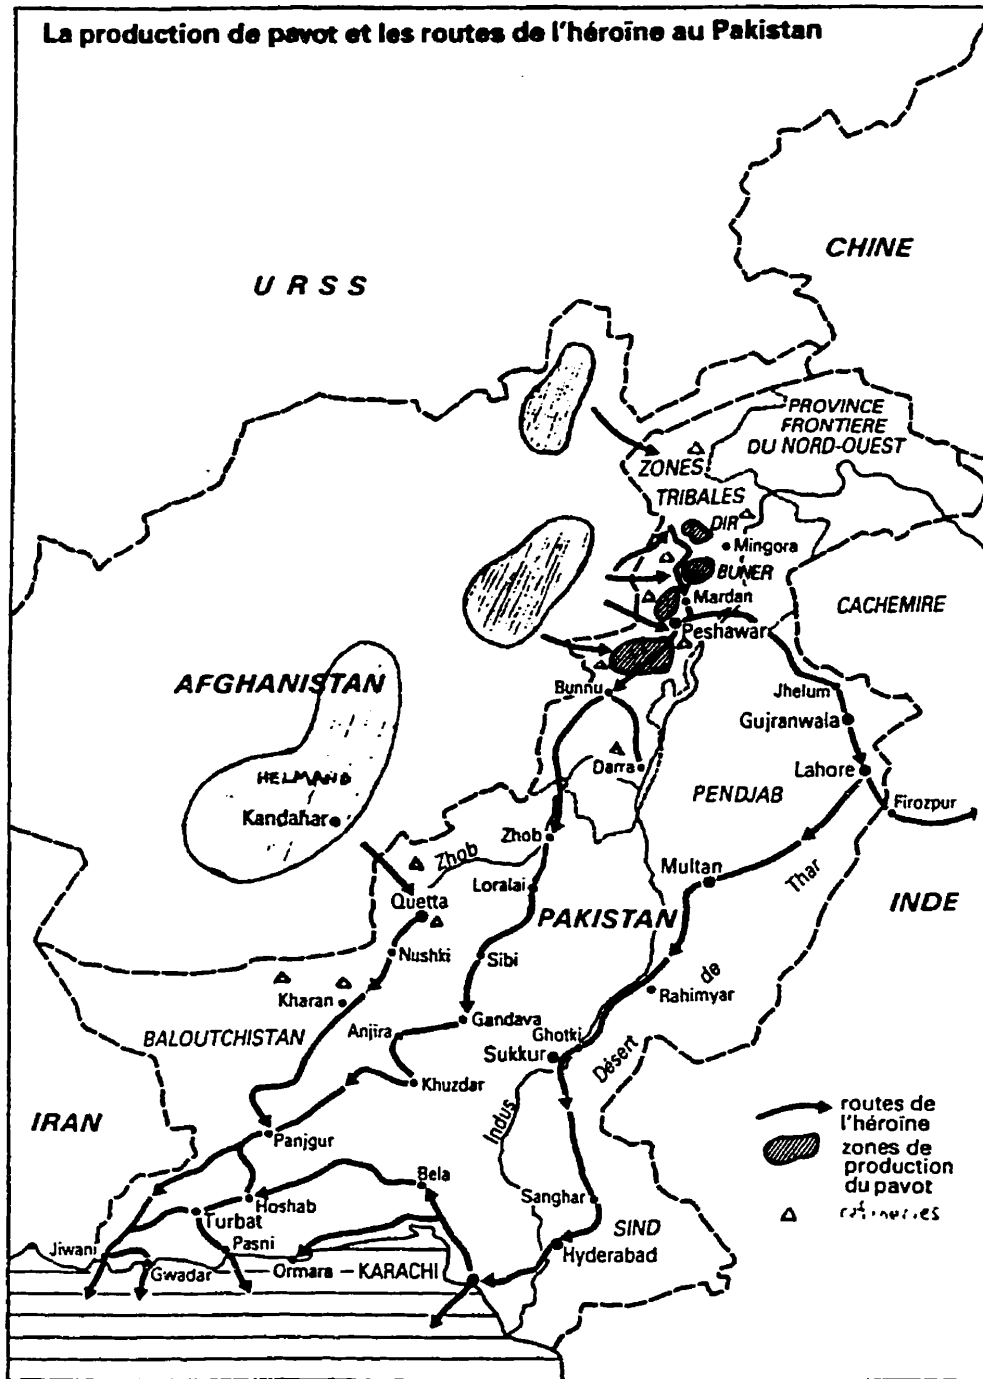 La production de pavot et les routes de l'héroïne au Pakistan
CHINE
URSS
PROVINCE
FRONTIERE
DU NORD-OUEST
ZONES
TRIBALES
DIR
Mingora
BUNER
Mardan
CACHEMIRE
Peshawar
AFGHANISTAN
Bunnu
Jhelum
Gujranwala
HELMAND
Darra
Lahore
PENDJAB
Kandahar
Firozpur
Zhob
Zhob
Multan
Thar
Loralai
Quetta
PAKISTAN
INDE
Nushki
Sibi
de
Kharan
Rahimyar
Gandava
BALOUTCHISTAN
Anjira
Ghotki
Sukkur
Désert
Khuzdar
Indus
IRAN
Panjgur
routes de
l'héroïne
zones de
production
du pavot
raffineries
Bela
Hoshab
Sanghar
Turbat
SIND
Jiwani
Pasni
Hyderabad
Gwadar
Ormara – KARACHI